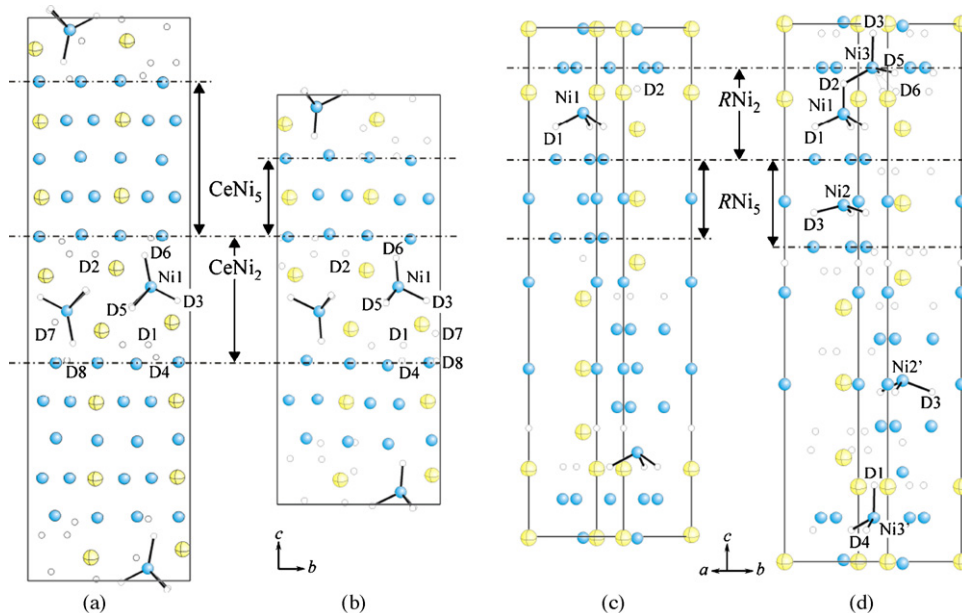 D3
Ni3
D5
D2
D2
D6
Ni1
RNi2
Ni1
D1
D1
CeNi5
RNi5
Ni2
D3
D6
D6
CeNi2
D2
D2
Ni1
Ni1
D5
D3
D5
D3
D7
D1
D1
D7
D8
D4
D4
D8
Ni2’
D3
D1
c
b
c
a
b
D4
Ni3’
(a)
(b)
(c)
(d)